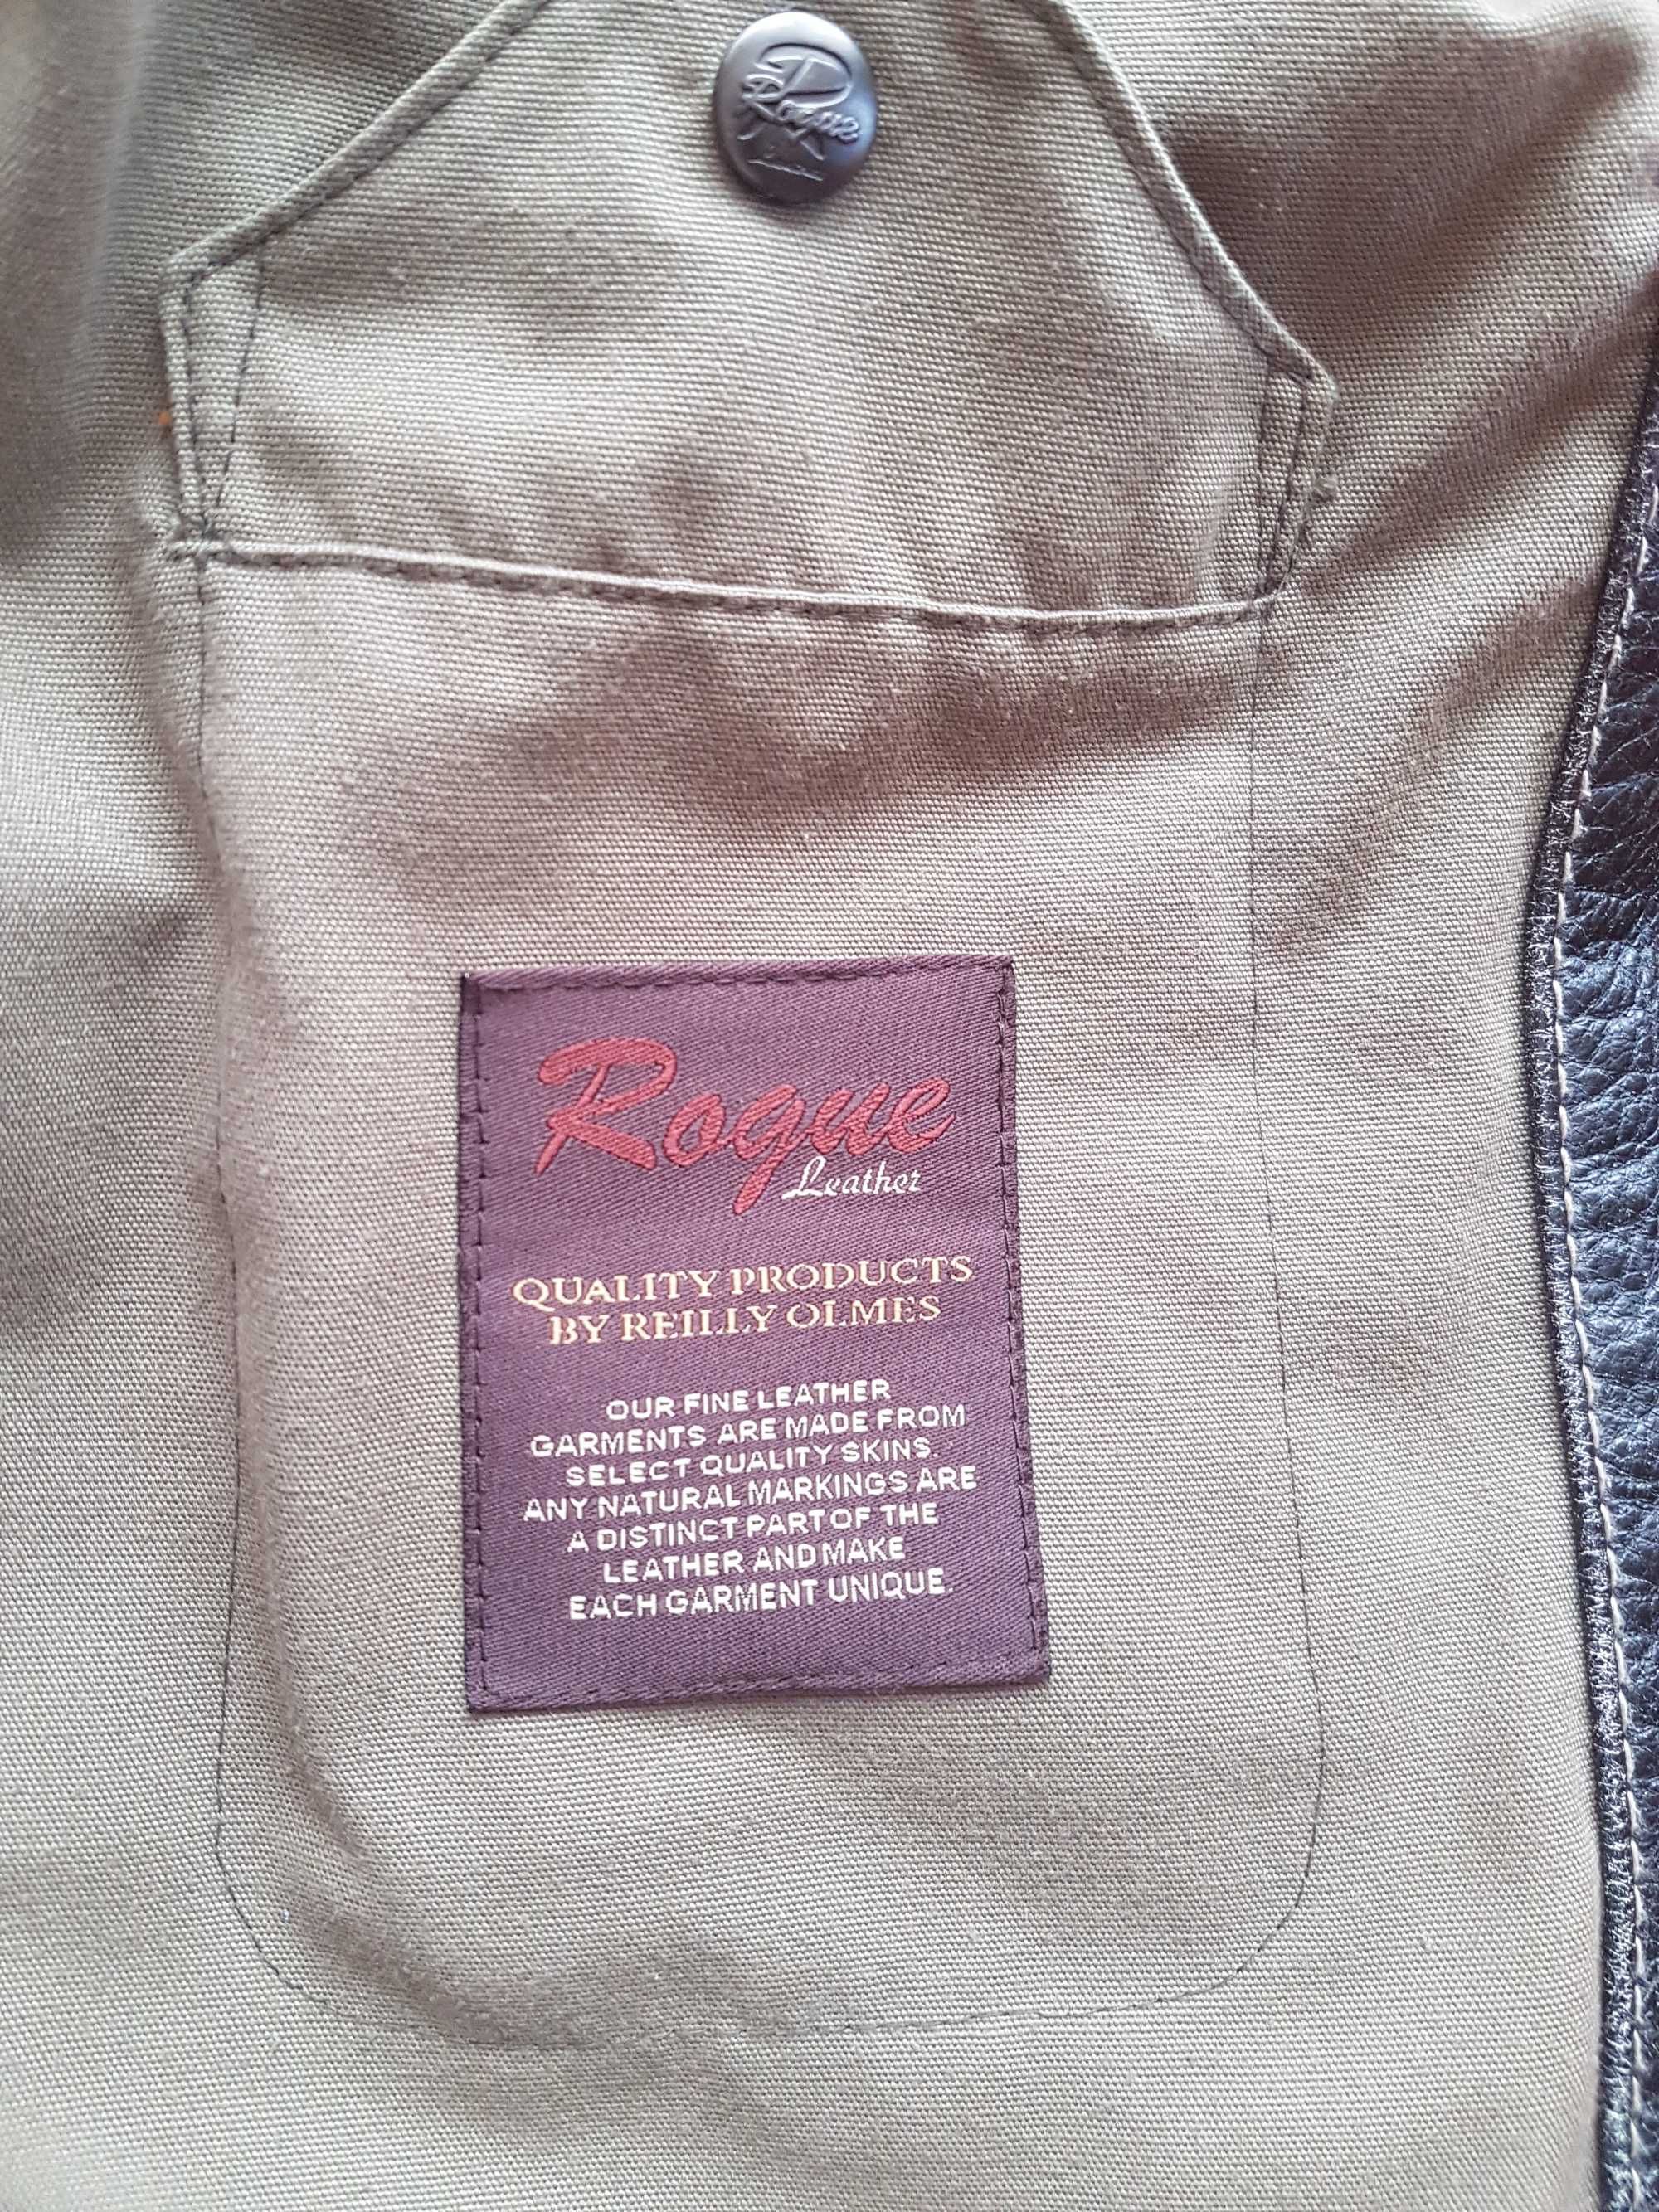 Rogue
Rogue
Leather
QUALITY PRODUCTS
BY REILLY OLMES
OUR FINE LEATHER
GARMENTS ARE MADE FROM
SELECT QUALITY SKINS.
ANY NATURAL MARKINGS ARE
A DISTINCT PART OF THE
LEATHER AND MAKE
EACH GARMENT UNIQUE.